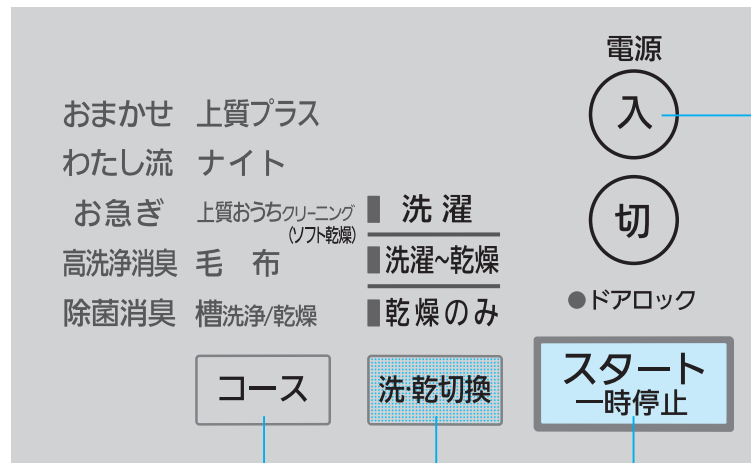 電源
入
切
●ドアロック
おまかせ 上質プラス
わたし流 ナイト
お急ぎ 上質おうちクリーニング
(ソフト乾燥)
高洗浄消臭 毛 布
除菌消臭 槽洗浄/乾燥
洗 濯
洗濯~乾燥
乾燥のみ
コース
洗・乾切換
スタート
一時停止